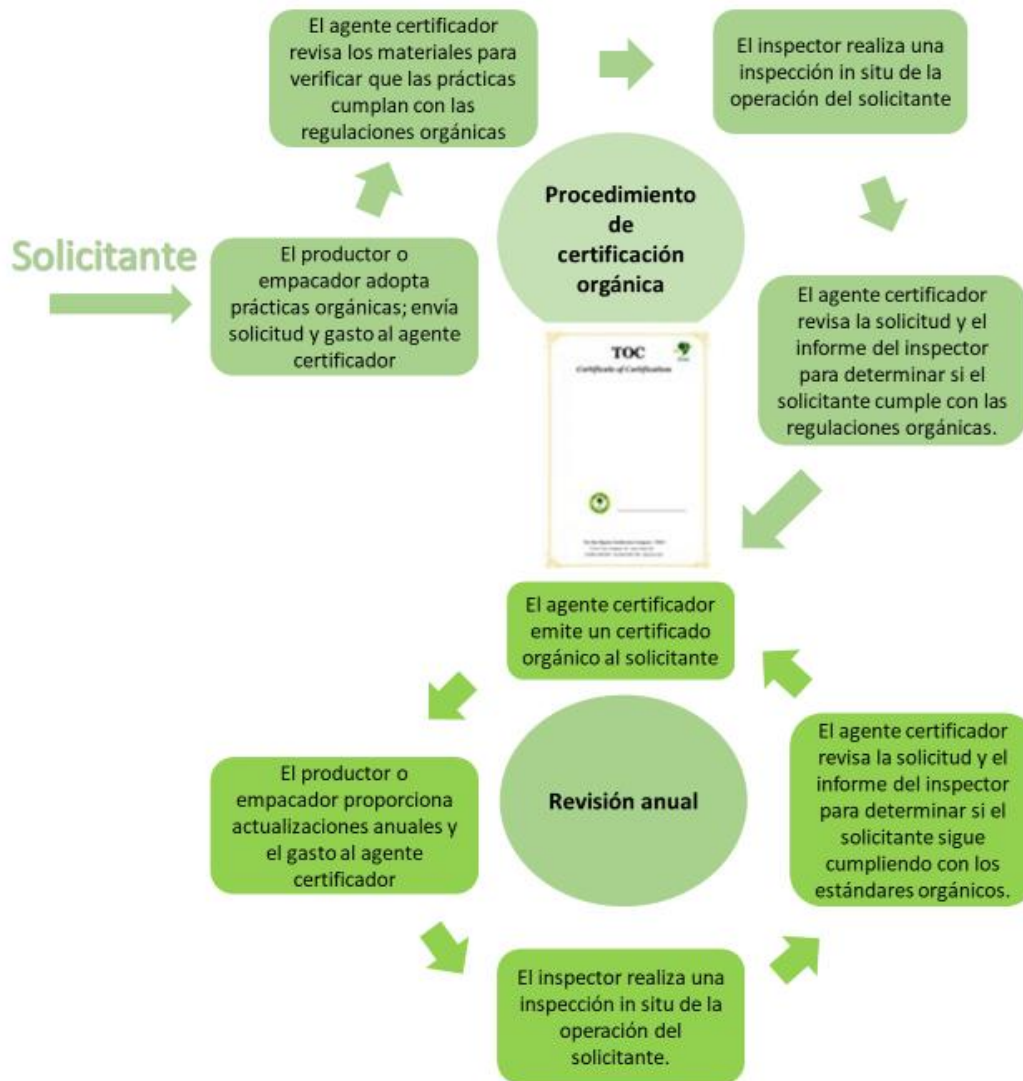 El agente certificador
revisa los materiales para
verificar que las prácticas
cumplan con las
regulaciones orgánicas
El inspector realiza una
inspección in situ de la
operación del solicitante
Procedimiento
de
certificación
orgánica
Solicitante
El productor o
empacador adopta
prácticas orgánicas; envía
solicitud y gasto al agente
certificador
El agente certificador
revisa la solicitud y el
informe del inspector
para determinar si el
solicitante cumple con las
regulaciones orgánicas.
TOC
Certificate of Certification
El agente certificador
emite un certificado
orgánico al solicitante
El productor o
empacador proporciona
actualizaciones anuales y
el gasto al agente
certificador
Revisión anual
El agente certificador
revisa la solicitud y el
informe del inspector
para determinar si el
solicitante sigue
cumpliendo con los
estándares orgánicos.
El inspector realiza una
inspección in situ de la
operación del
solicitante.